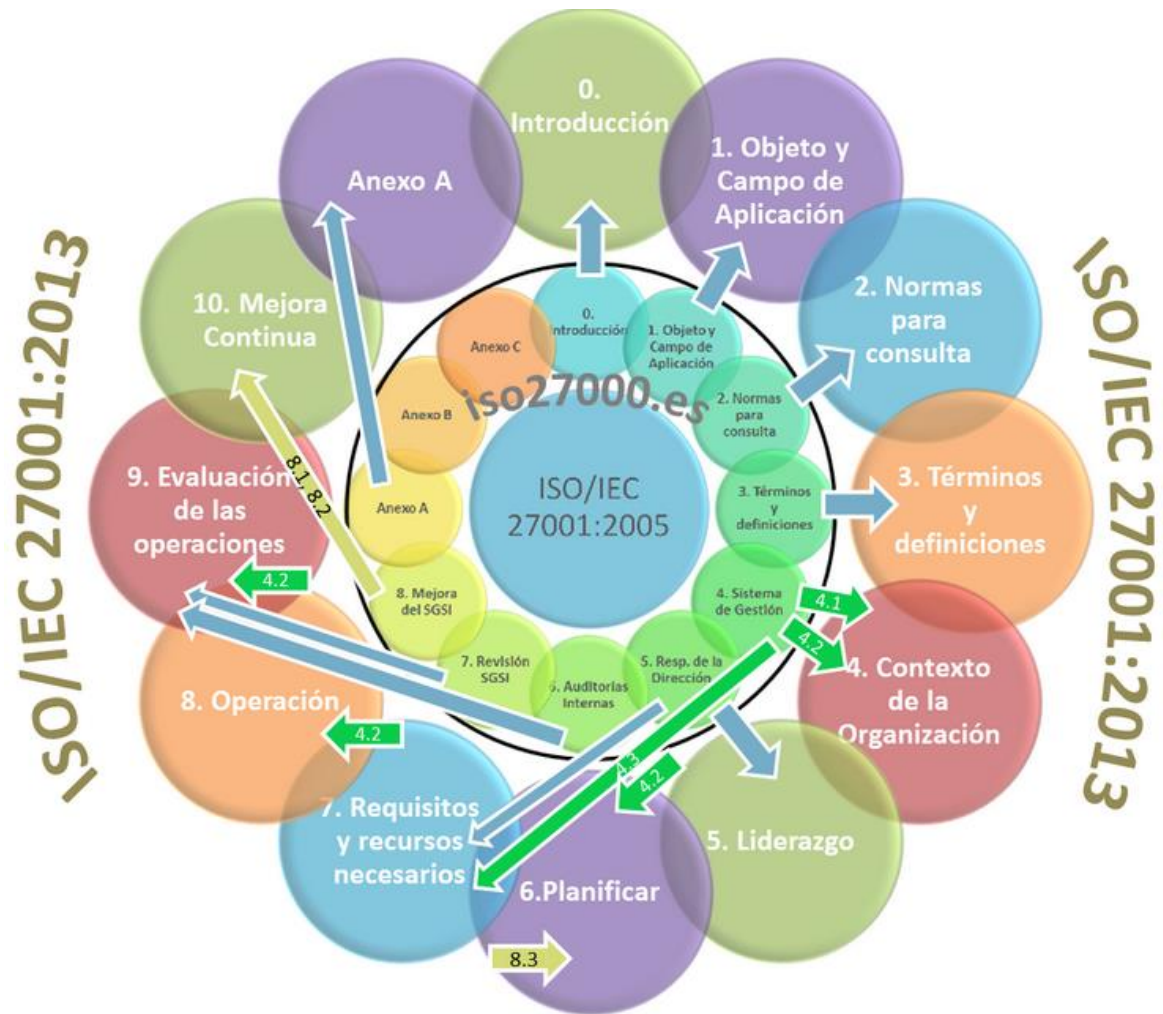 0.
Introducción
1. Objeto y
Campo de
Aplicación
2. Normas
para
consulta
3. Términos
y
definiciones
4. Contexto
de la
Organización
5. Liderazgo
6.Planificar
7. Requisitos
y recursos
necesarios
8. Operación
9. Evaluación
de las
operaciones
10. Mejora
Continua
Anexo A
ISO/IEC 27001:2013
ISO/IEC 27001:2013
0.
Introducción
1. Objeto y
Campo de
Aplicación
2. Normas
para
consulta
3. Términos
y
definiciones
4. Sistema
de Gestión
5. Resp. de la
Dirección
6. Auditorias
Internas
7. Revisión
SGSI
8. Mejora
del SGSI
Anexo A
Anexo B
Anexo C
iso27000.es
ISO/IEC
27001:2005
4.1
4.2
4.3
4.2
8.3
4.2
4.2
8.1, 8.2